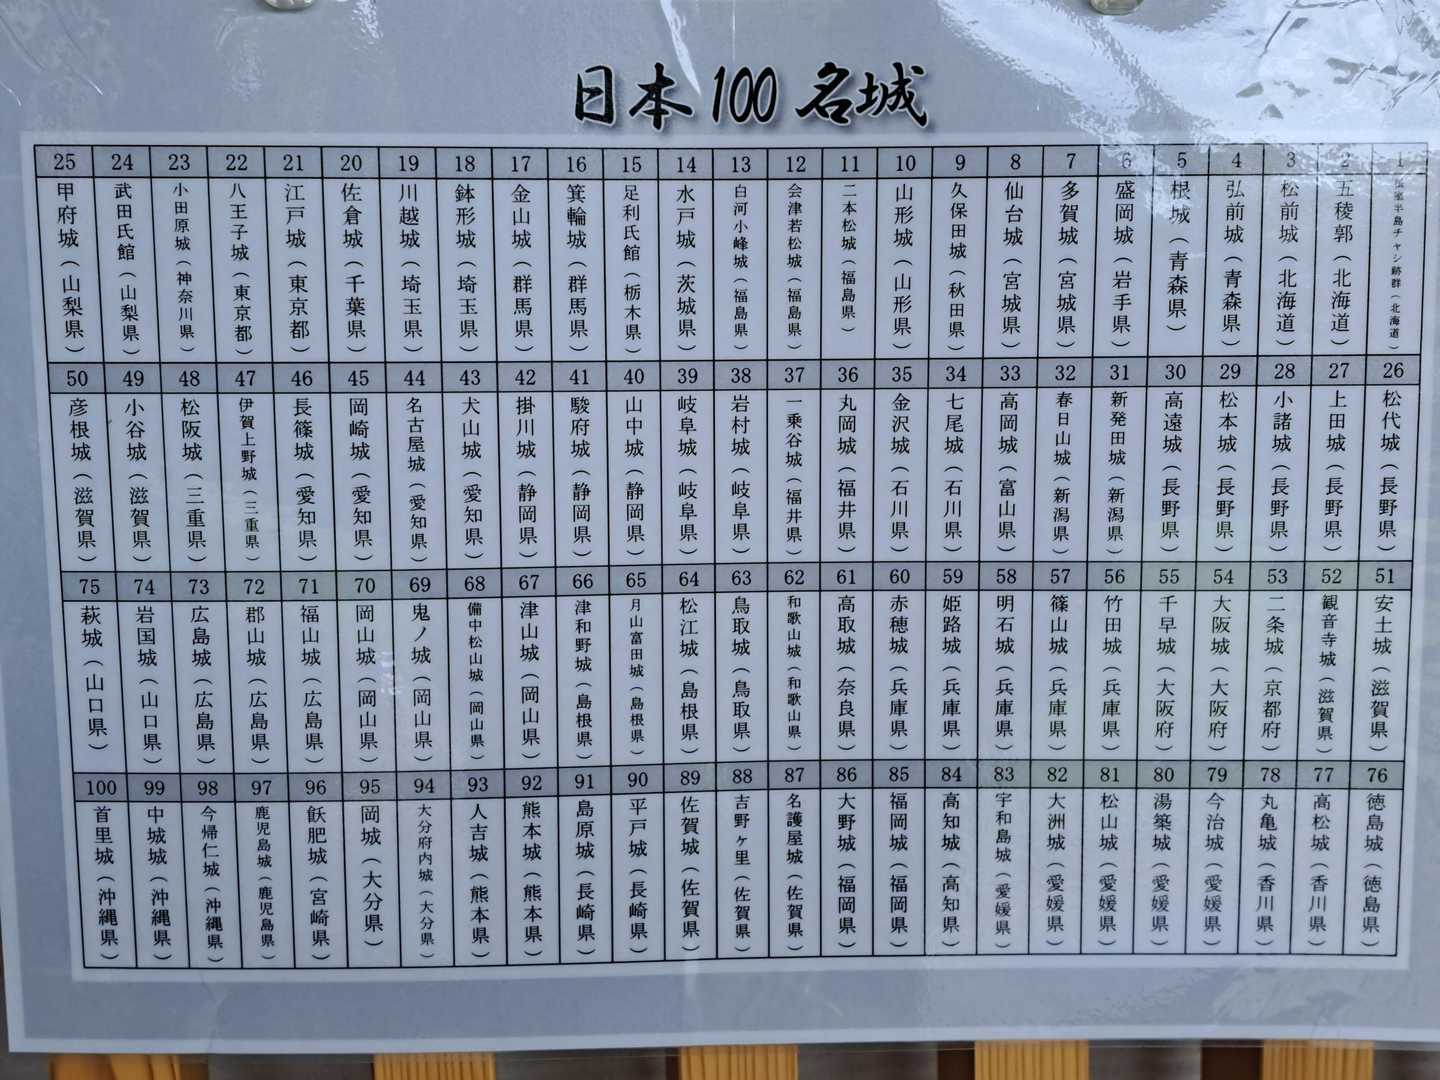 日本100名城
1
根室半島チャシ跡群（北海道）
2
五稜郭（北海道）
3
松前城（北海道）
4
弘前城（青森県）
5
根城（青森県）
6
盛岡城（岩手県）
7
多賀城（宮城県）
8
仙台城（宮城県）
9
久保田城（秋田県）
10
山形城（山形県）
11
二本松城（福島県）
12
会津若松城（福島県）
13
白河小峰城（福島県）
14
水戸城（茨城県）
15
足利氏館（栃木県）
16
箕輪城（群馬県）
17
金山城（群馬県）
18
鉢形城（埼玉県）
19
川越城（埼玉県）
20
佐倉城（千葉県）
21
江戸城（東京都）
22
八王子城（東京都）
23
小田原城（神奈川県）
24
武田氏館（山梨県）
25
甲府城（山梨県）
26
松代城（長野県）
27
上田城（長野県）
28
小諸城（長野県）
29
松本城（長野県）
30
高遠城（長野県）
31
新発田城（新潟県）
32
春日山城（新潟県）
33
高岡城（富山県）
34
七尾城（石川県）
35
金沢城（石川県）
36
丸岡城（福井県）
37
一乗谷城（福井県）
38
岩村城（岐阜県）
39
岐阜城（岐阜県）
40
山中城（静岡県）
41
駿府城（静岡県）
42
掛川城（静岡県）
43
犬山城（愛知県）
44
名古屋城（愛知県）
45
岡崎城（愛知県）
46
長篠城（愛知県）
47
伊賀上野城（三重県）
48
松阪城（三重県）
49
小谷城（滋賀県）
50
彦根城（滋賀県）
51
安土城（滋賀県）
52
観音寺城（滋賀県）
53
二条城（京都府）
54
大阪城（大阪府）
55
千早城（大阪府）
56
竹田城（兵庫県）
57
篠山城（兵庫県）
58
明石城（兵庫県）
59
姫路城（兵庫県）
60
赤穂城（兵庫県）
61
高取城（奈良県）
62
和歌山城（和歌山県）
63
鳥取城（鳥取県）
64
松江城（島根県）
65
月山富田城（島根県）
66
津和野城（島根県）
67
津山城（岡山県）
68
備中松山城（岡山県）
69
鬼ノ城（岡山県）
70
岡山城（岡山県）
71
福山城（広島県）
72
郡山城（広島県）
73
広島城（広島県）
74
岩国城（山口県）
75
萩城（山口県）
76
徳島城（徳島県）
77
高松城（香川県）
78
丸亀城（香川県）
79
今治城（愛媛県）
80
湯築城（愛媛県）
81
松山城（愛媛県）
82
大洲城（愛媛県）
83
宇和島城（愛媛県）
84
高知城（高知県）
85
福岡城（福岡県）
86
大野城（福岡県）
87
名護屋城（佐賀県）
88
吉野ヶ里（佐賀県）
89
佐賀城（佐賀県）
90
平戸城（長崎県）
91
島原城（長崎県）
92
熊本城（熊本県）
93
人吉城（熊本県）
94
大分府内城（大分県）
95
岡城（大分県）
96
飫肥城（宮崎県）
97
鹿児島城（鹿児島県）
98
今帰仁城（沖縄県）
99
中城城（沖縄県）
100
首里城（沖縄県）